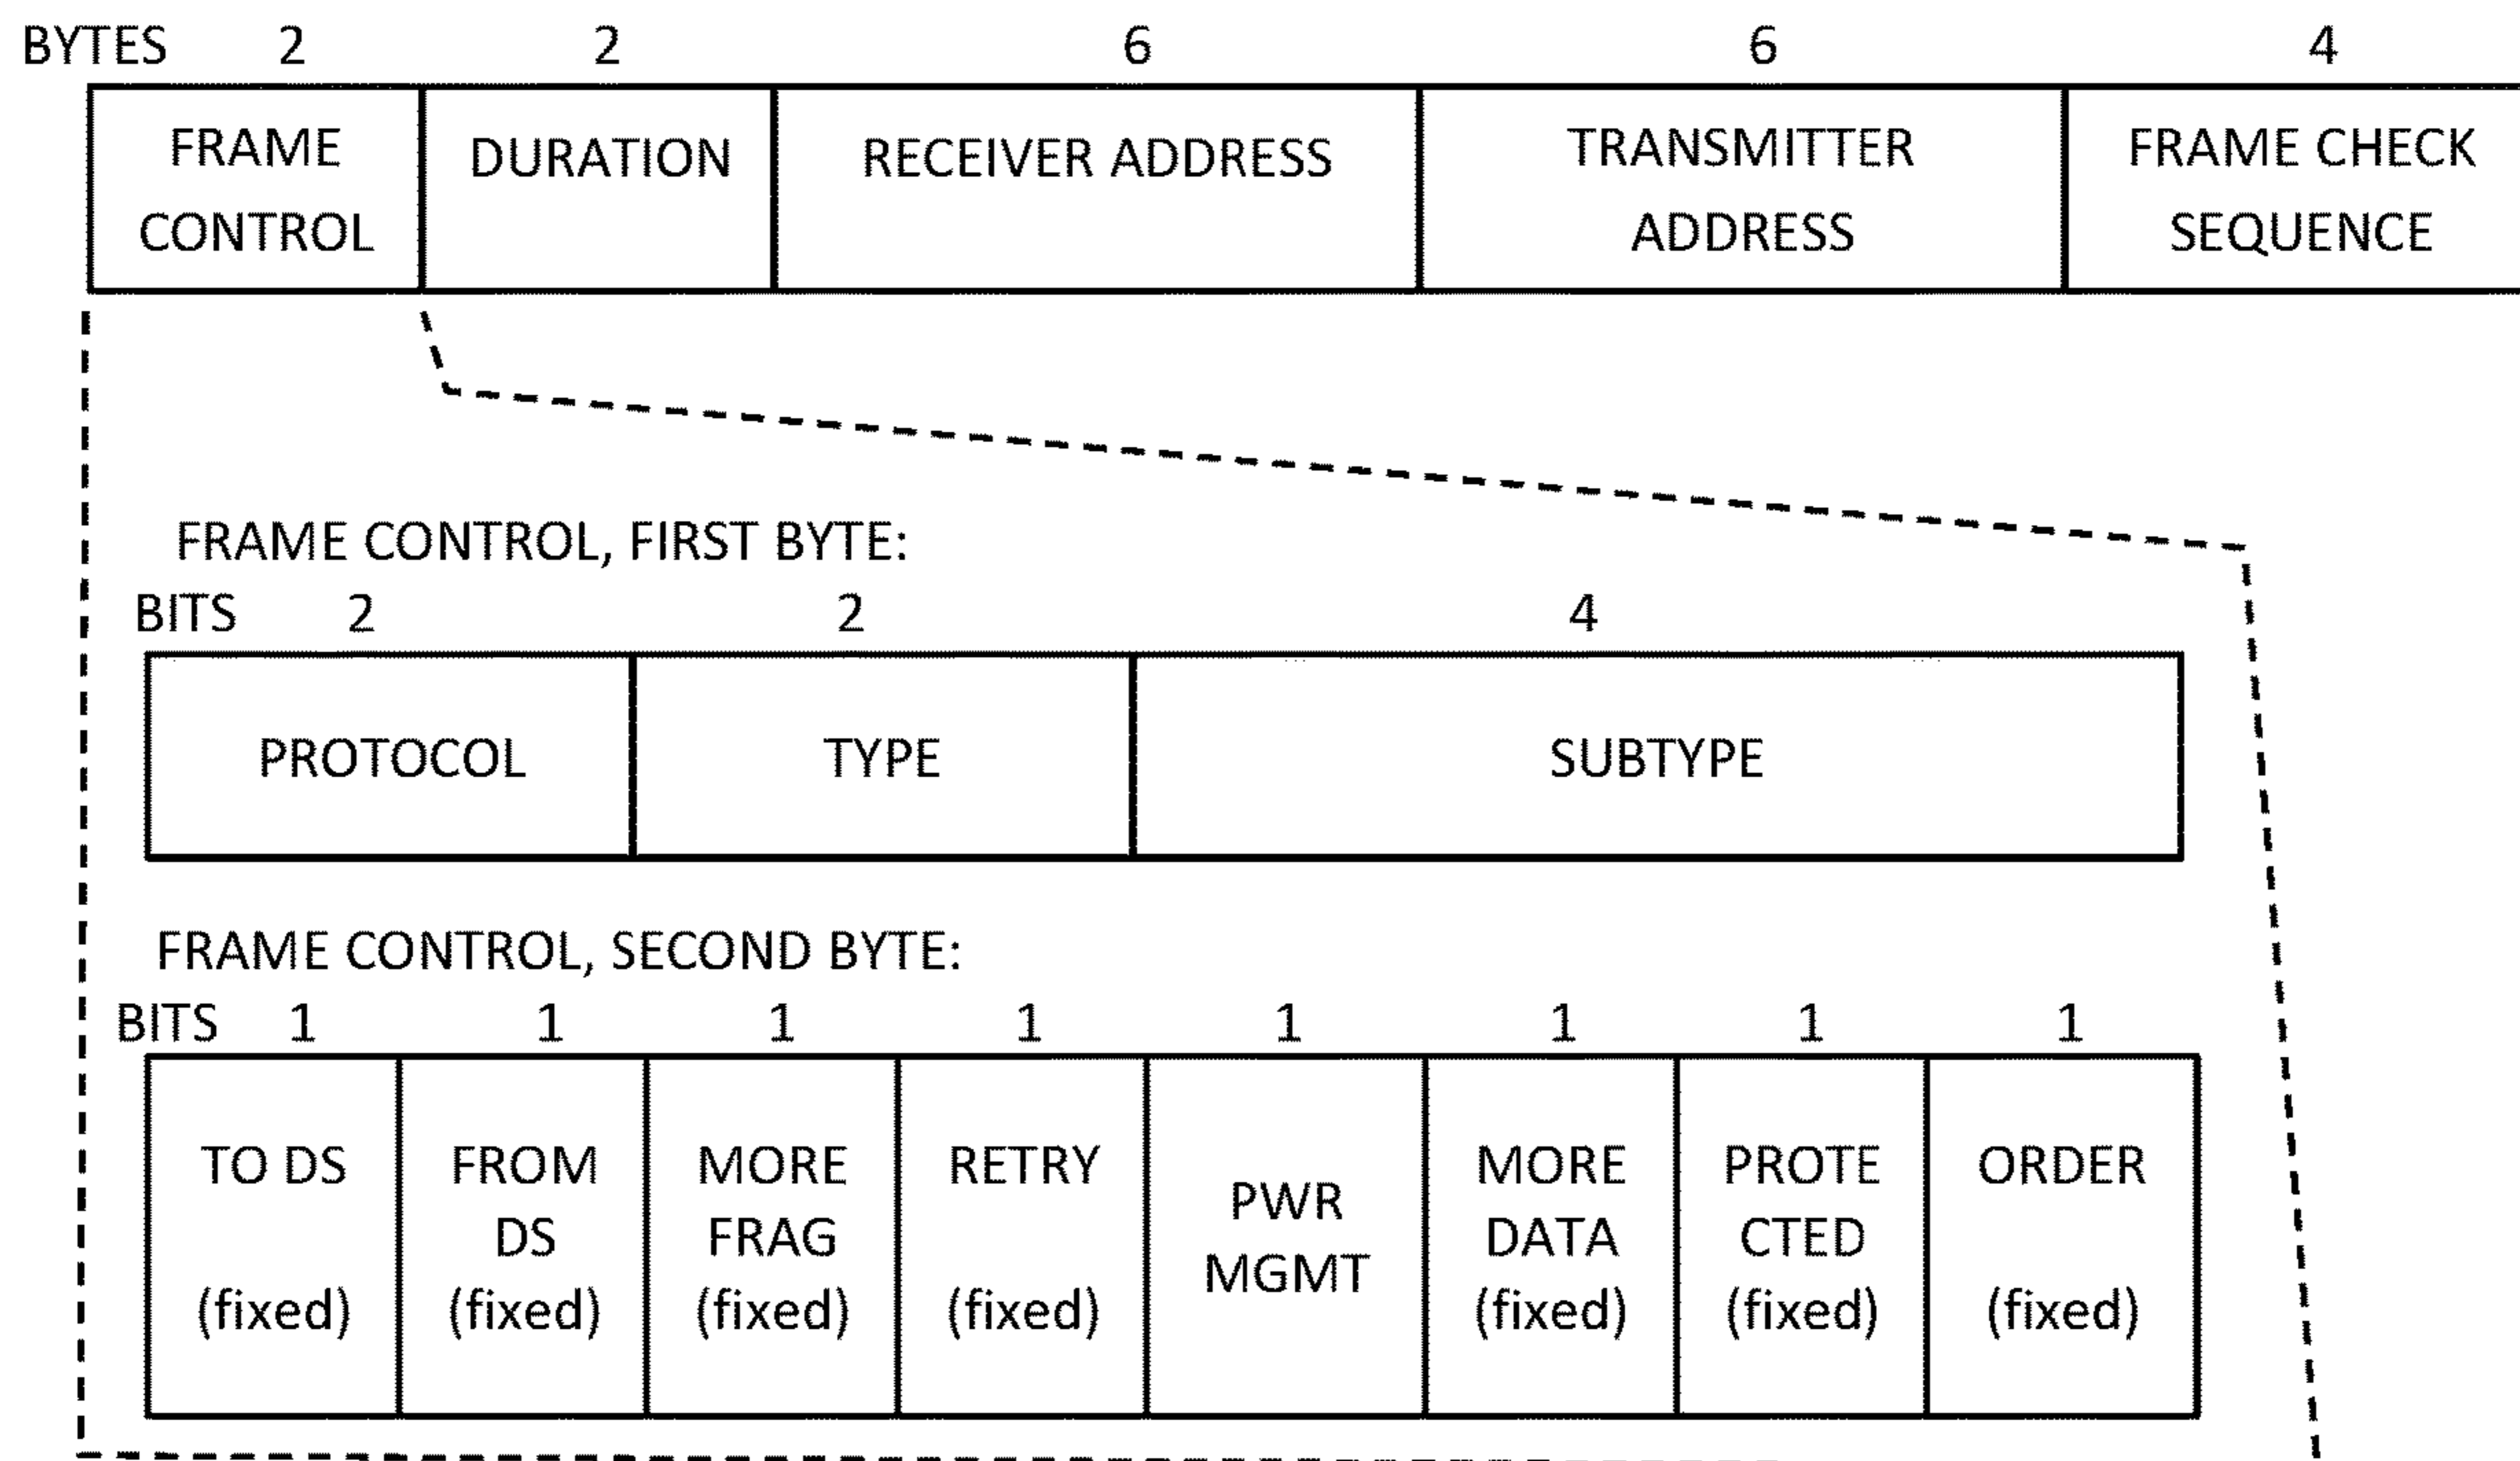 BYTES 2 2 6 6 4
FRAME CONTROL DURATION RECEIVER ADDRESS TRANSMITTER ADDRESS FRAME CHECK SEQUENCE
FRAME CONTROL, FIRST BYTE:
BITS 2 2 4
PROTOCOL TYPE SUBTYPE
FRAME CONTROL, SECOND BYTE:
BITS 1 1 1 1 1 1 1 1
TO DS (fixed) FROM DS (fixed) MORE FRAG (fixed) RETRY (fixed) PWR MGMT MORE DATA (fixed) PROTE CTED (fixed) ORDER (fixed)